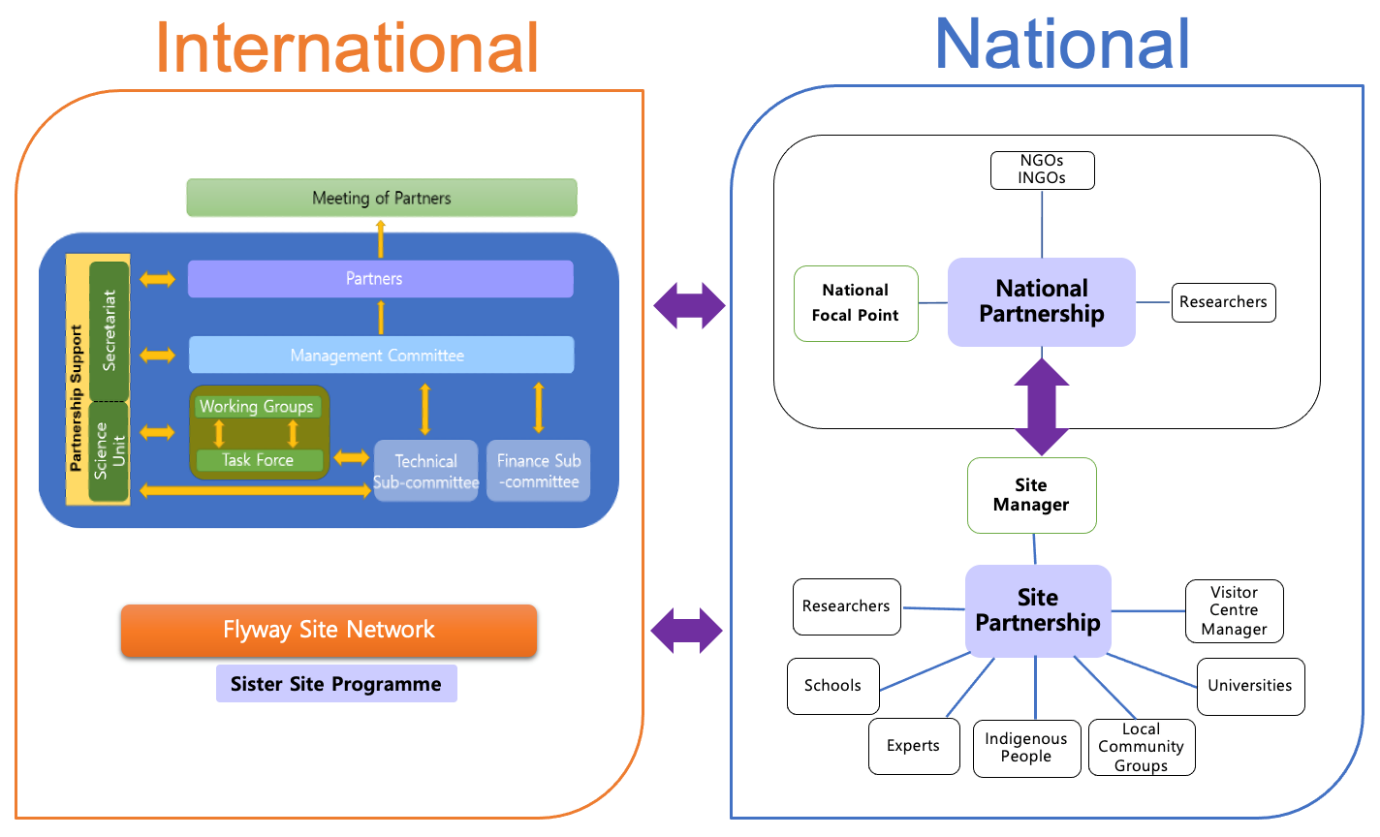 International
National
Meeting of Partners
Partners
Management Committee
Partnership Support
Secretariat
Science
Unit
Working Groups
Task Force
Technical
Sub-committee
Finance Sub
-committee
Flyway Site Network
Sister Site Programme
NGOs
INGOs
National
Focal Point
National
Partnership
Researchers
Site
Manager
Site
Partnership
Researchers
Visitor
Centre
Manager
Schools
Universities
Experts
Indigenous
People
Local
Community
Groups